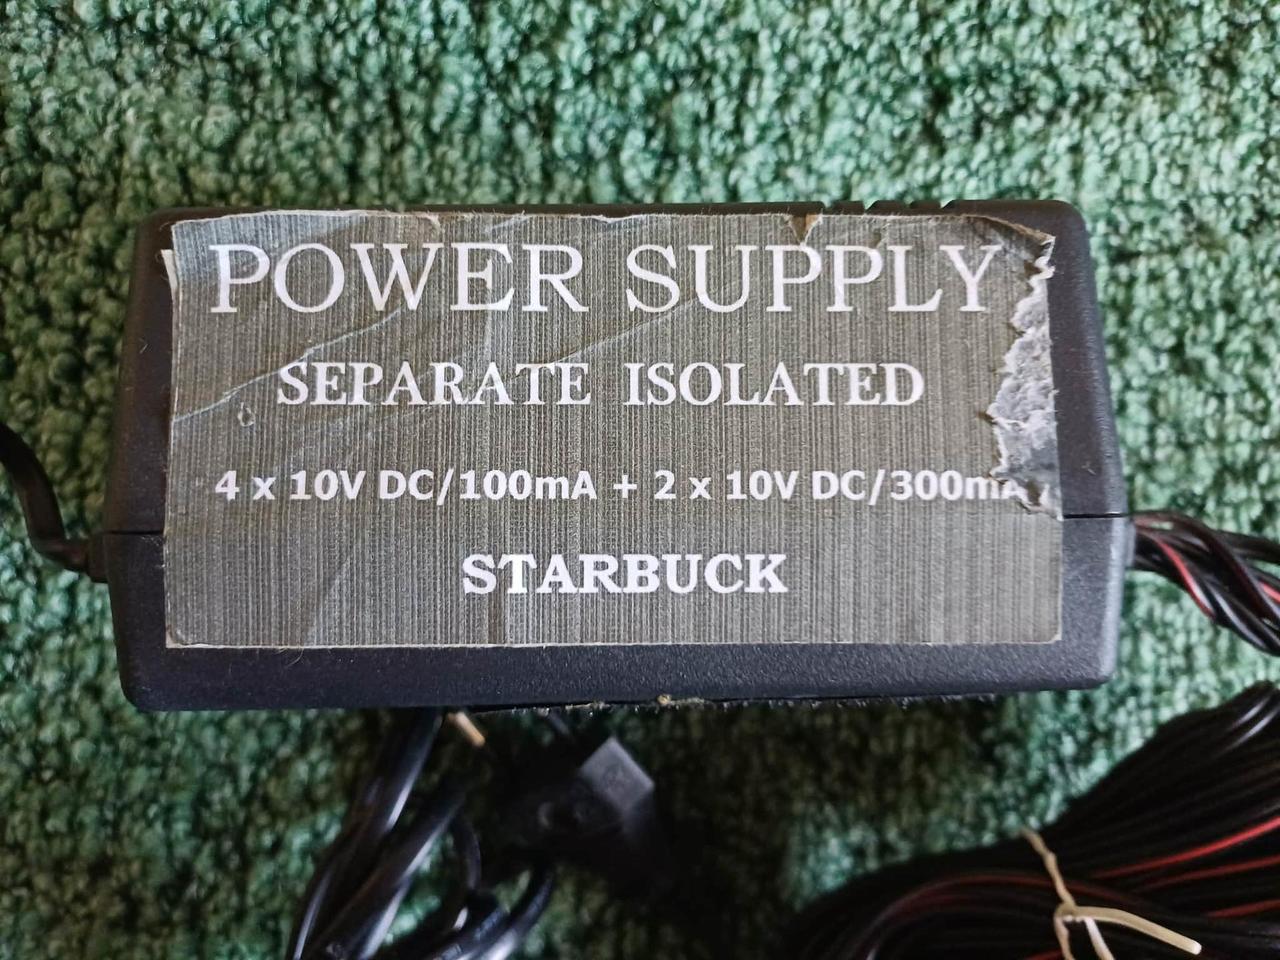 POWER SUPPLY
SEPARATE ISOLATED
4 x 10V DC/100mA + 2 x 10V DC/300mA
STARBUCK